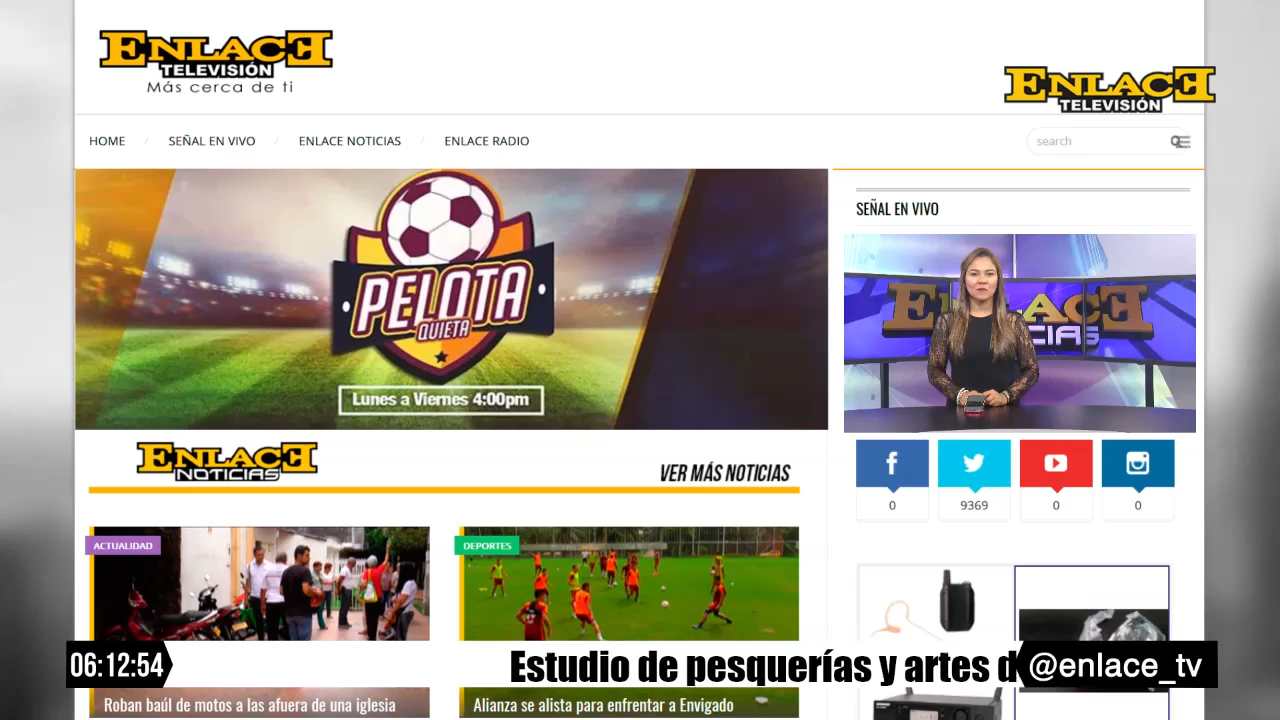 ENLACE
TELEVISIÓN
Más cerca de ti
ENLACE
TELEVISIÓN
HOME / SEÑAL EN VIVO / ENLACE NOTICIAS / ENLACE RADIO
search
SEÑAL EN VIVO
PELOTA
QUIETA
Lunes a Viernes 4:00pm
ENLACE
CIAS
0
9369
0
0
ENLACE
NOTICIAS
VER MÁS NOTICIAS
ACTUALIDAD
DEPORTES
06:12:54
Estudio de pesquerías y artes d
@enlace_tv
Roban baúl de motos a las afuera de una iglesia
Alianza se alista para enfrentar a Envigado